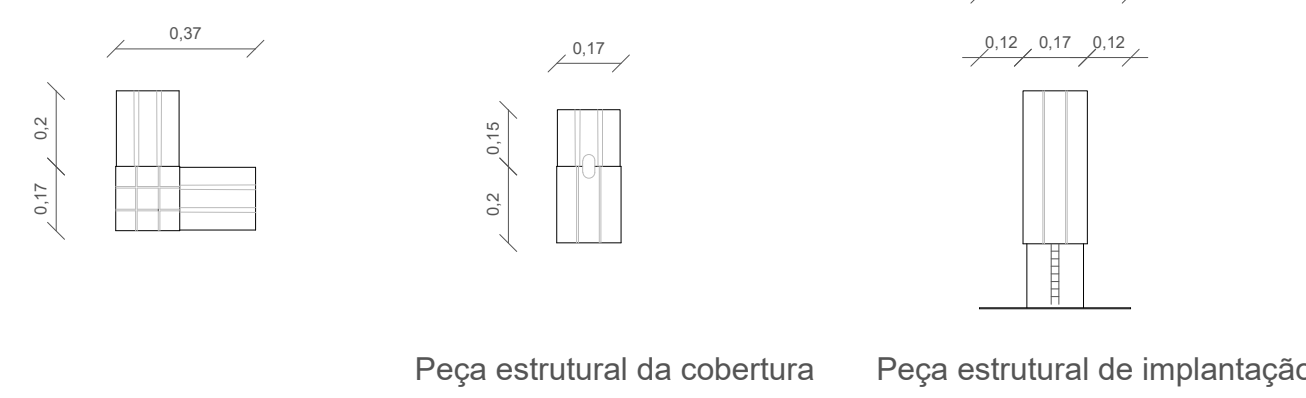 0,37
0,2
0,17
0,17
0,15
0,2
0,12 0,17 0,12
Peça estrutural da cobertura
Peça estrutural de implantação